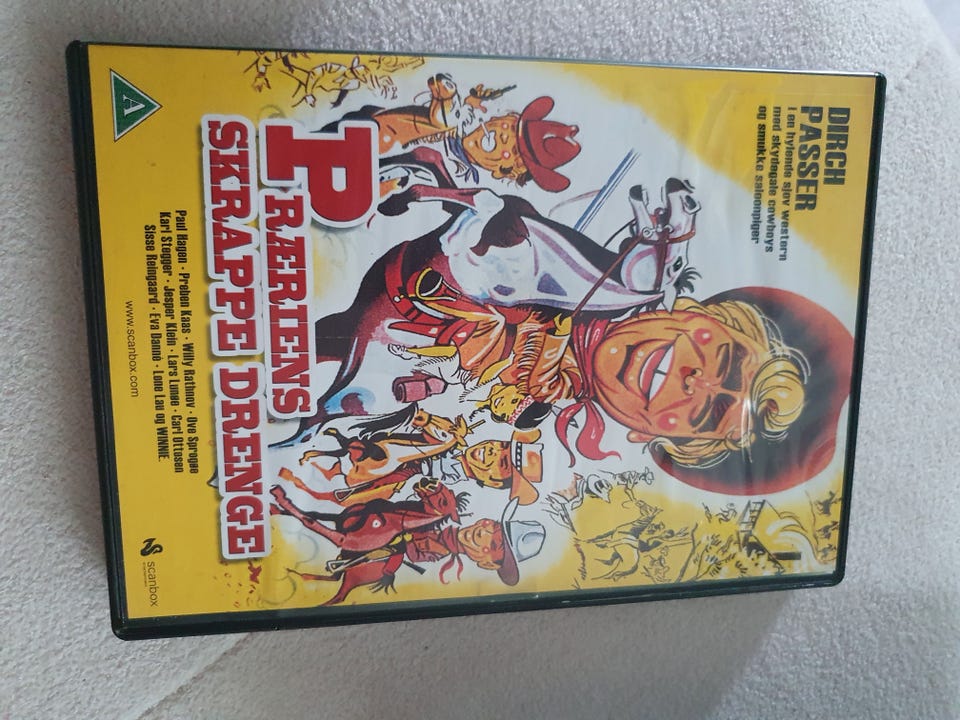 DIRCH
PASSER
i en hylende sjov western
med skydegale cowboys
og smukke saloonpiger
PRÆRIENS
SKRAPPE DRENGE
Paul Hagen · Preben Kaas · Willy Rathnov · Ove Sprogøe
Karl Stegger · Jesper Klein · Lars Lunøe · Carl Ottosen
Sisse Reingaard · Eva Danné · Lone Lau og WINNIE
www.scanbox.com
scanbox
A